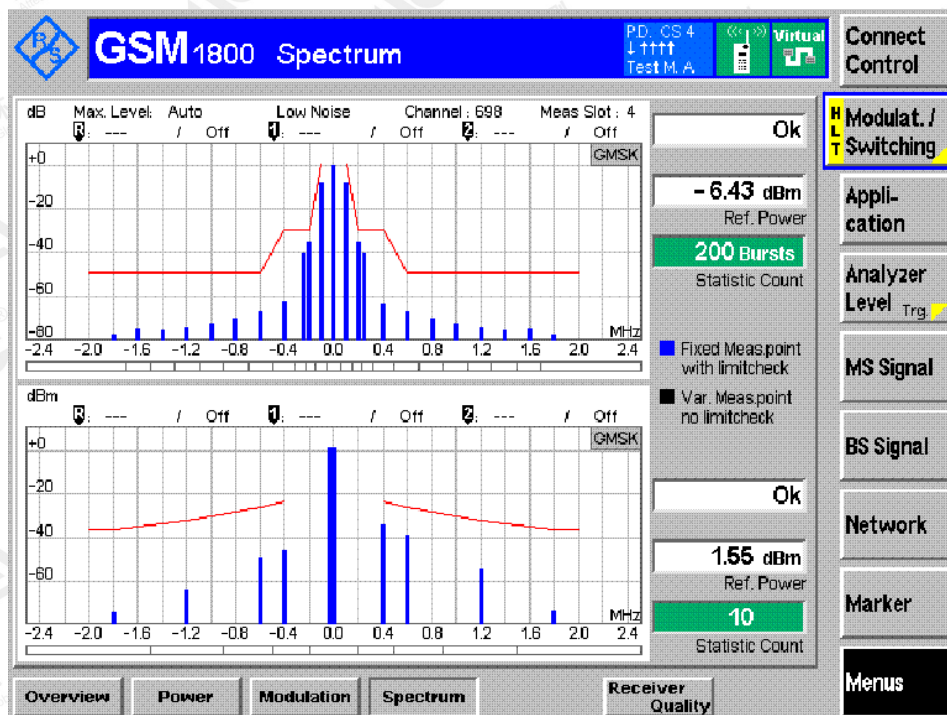 R S
GSM 1800 Spectrum
P.D. CS 4
↓↑↑↑↑
Test M. A.
Virtual
Connect Control
dB Max. Level: Auto Low Noise Channel : 698 Meas Slot : 4
R: --- / Off 1: --- / Off 2: --- / Off
GMSK
+0
-20
-40
-60
-80
MHz
-2.4 -2.0 -1.6 -1.2 -0.8 -0.4 0.0 0.4 0.8 1.2 1.6 2.0 2.4
Ok
-6.43 dBm
Ref. Power
200 Bursts
Statistic Count
Fixed Meas.point
with limitcheck
Var. Meas.point
no limitcheck
dBm
R: --- / Off 1: --- / Off 2: --- / Off
GMSK
+0
-20
-40
-60
MHz
-2.4 -2.0 -1.6 -1.2 -0.8 -0.4 0.0 0.4 0.8 1.2 1.6 2.0 2.4
Ok
1.55 dBm
Ref. Power
10
Statistic Count
HLT
Modulat. /
Switching
Appli-
cation
Analyzer
Level Trg.
MS Signal
BS Signal
Network
Marker
Menus
Overview Power Modulation Spectrum Receiver
Quality